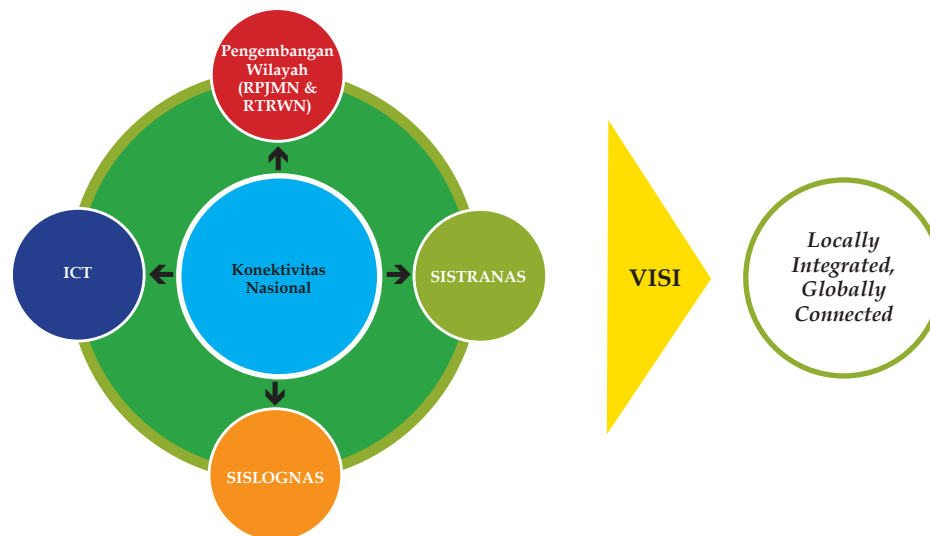 Pengembangan
Wilayah
(RPJMN &
RTRWN)
ICT
Konektivitas
Nasional
SISTRANAS
SISLOGNAS
VISI
Locally
Integrated,
Globally
Connected